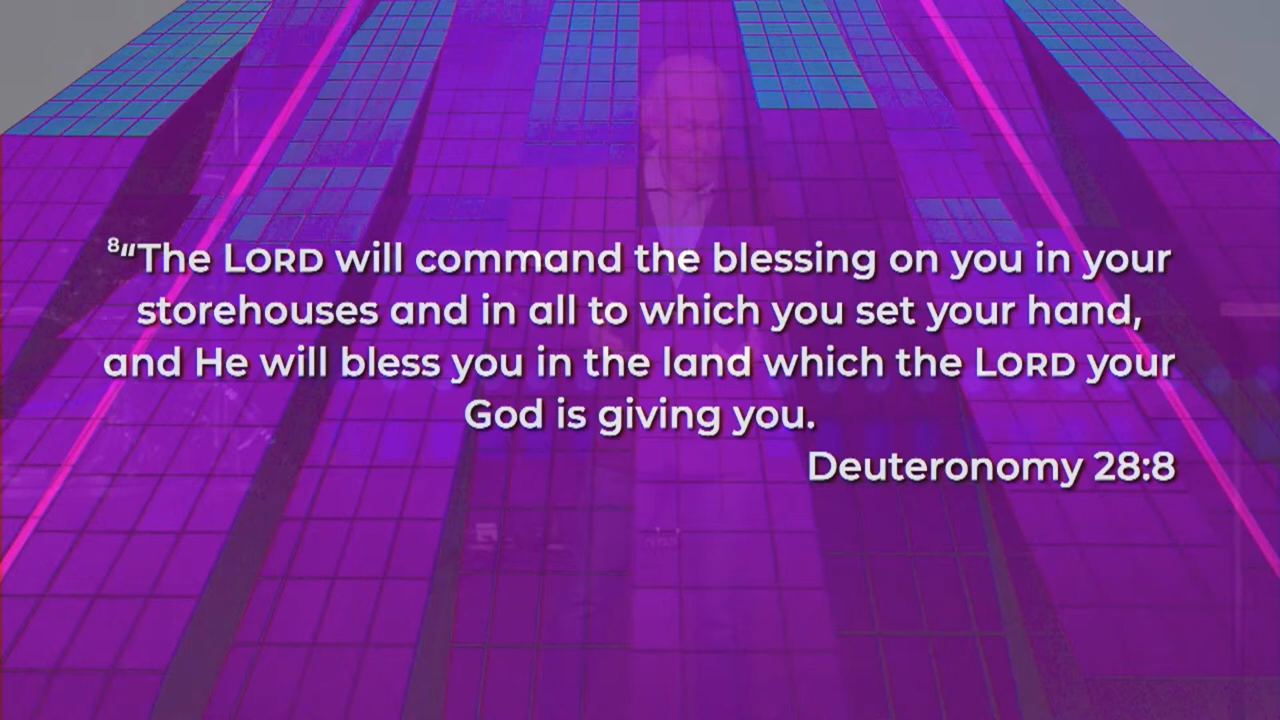 ⁸“The LORD will command the blessing on you in your
storehouses and in all to which you set your hand,
and He will bless you in the land which the LORD your
God is giving you.
Deuteronomy 28:8